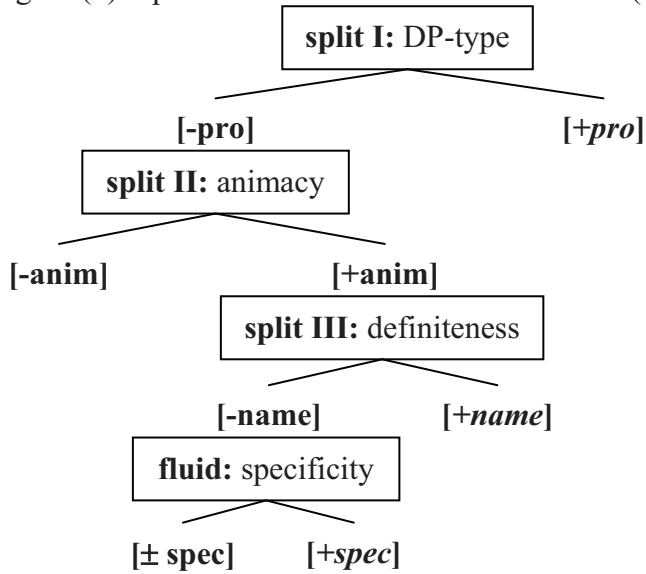 split I: DP-type
[-pro] [+pro]
split II: animacy
[-anim] [+anim]
split III: definiteness
[-name] [+name]
fluid: specificity
[± spec] [+spec]